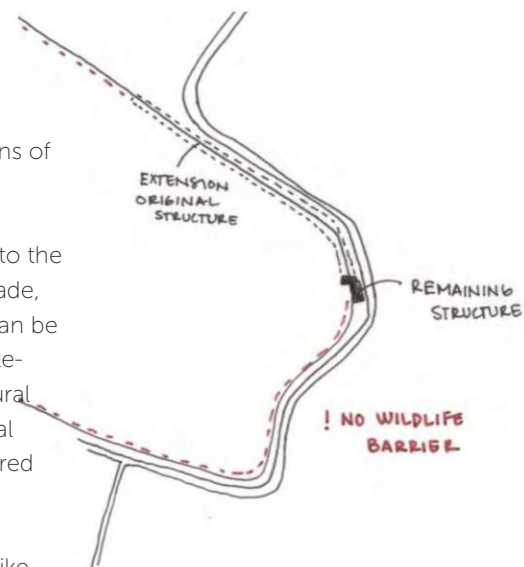 ns of
to the
ade,
an be
te-
ural
al
red
ike
EXTENSION
ORIGINAL
STRUCTURE
REMAINING
STRUCTURE
! NO WILDLIFE
BARRIER